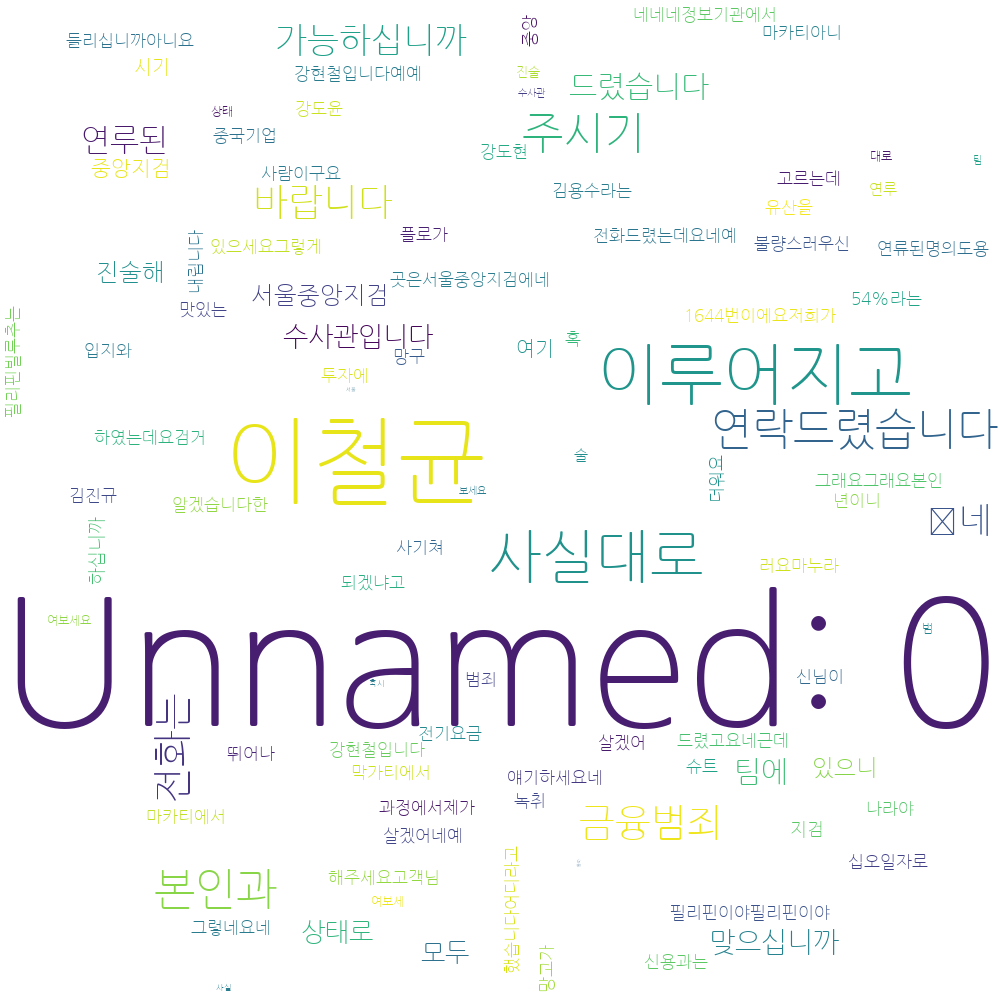 네네네정보기관에서
마카티아니
중앙
들리십니까아니요
가능하십니까
시기
강현철입니다예예
진술
수사관
드렸습니다
상태
강도윤
연루된
중국기업
주시기
강도현
대로
팀
중앙지검
사람이구요
고르는데
연루
김용수라는
바랍니다
유산을
플로가
전화드렸는데요네예
불량스러우신
연류된명의도용
내립니다
있으세요그렇게
진술해
곳은서울중앙지검에네
서울중앙지검
맛있는
54%라는
1644번이에요저희가
필리핀빌루추는
수사관입니다
혹
여기
입지와
망구
투자에
이루어지고
연락드렸습니다
이철균
하였는데요검거
술
더워요
그래요그래요본인
년이니
김진규
보세요
알겠습니다한
네
하십니까
사기쳐
사실대로
되겠냐고
러요마누라
Unnamed: 0
여보세요
범
범죄
혹시
신님이
전화는
전기요금
뛰어나
강현철입니다
살겠어
드렸고요네근데
막가티에서
슈트
팀에
있으니
얘기하세요네
녹취
마카티에서
과정에서제가
금융범죄
나라야
살겠어네예
지검
했습니다어디라고
십오일자로
본인과
해주세요고객님
여보세
필리핀이야필리핀이야
그렇네요네
상태로
모두
맞으십니까
망고가
신용과는
사실